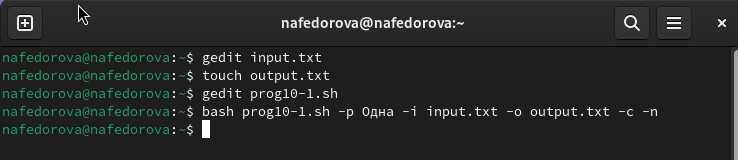 nafedorova@nafedorova:~
nafedorova@nafedorova:~$ gedit input.txt
nafedorova@nafedorova:~$ touch output.txt
nafedorova@nafedorova:~$ gedit prog10-1.sh
nafedorova@nafedorova:~$ bash prog10-1.sh -p Одна -i input.txt -o output.txt -c -n
nafedorova@nafedorova:~$